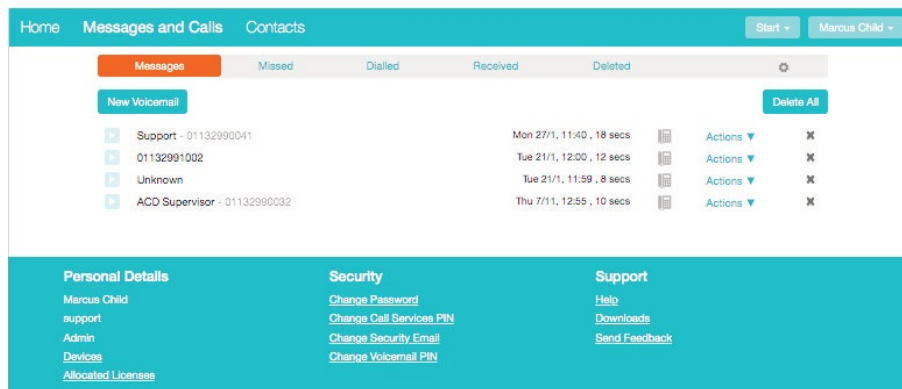 Home Messages and Calls Contacts Start Marcus Child
Messages Missed Dialled Received Deleted
New Voicemail Delete All
Support - 01132990041 Mon 27/1, 11:40 , 18 secs Actions ▼
01132991002 Tue 21/1, 12:00 , 12 secs Actions ▼
Unknown Tue 21/1, 11:59 , 8 secs Actions ▼
ACD Supervisor - 01132990032 Thu 7/11, 12:55 , 10 secs Actions ▼
Personal Details Security Support
Marcus Child Change Password Help
support Change Call Services PIN Downloads
Admin Change Security Email Send Feedback
Devices Change Voicemail PIN
Allocated Licenses